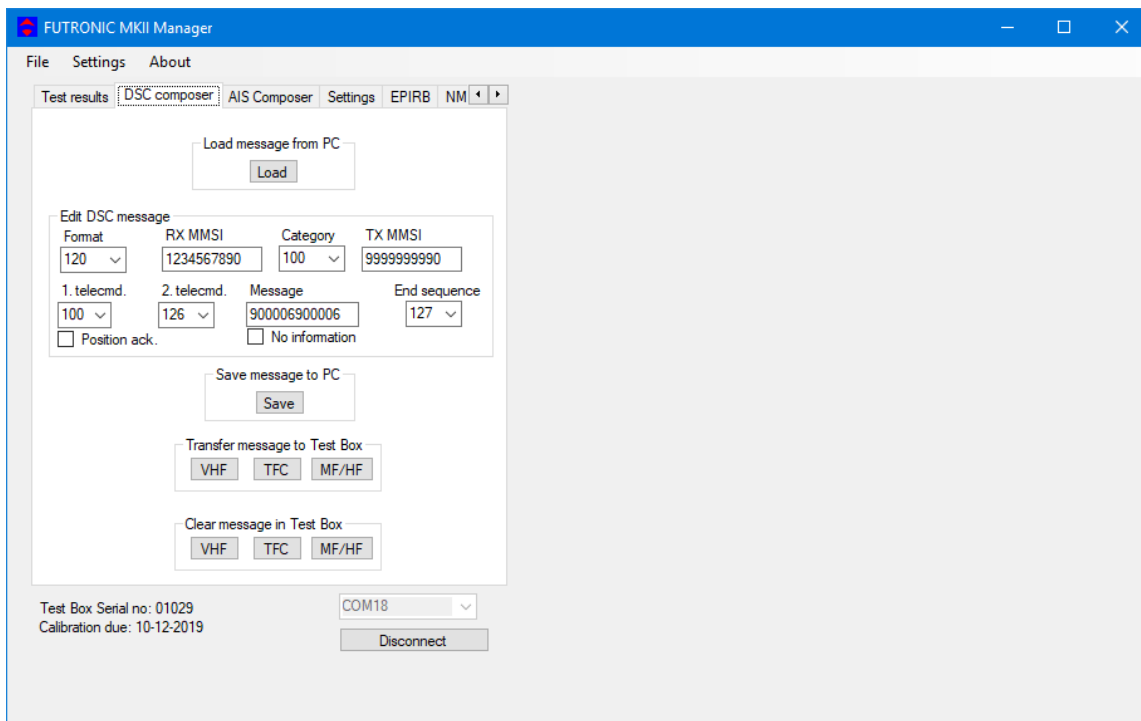 FUTRONIC MKII Manager
File Settings About
Test results DSC composer AIS Composer Settings EPIRB NM
Load message from PC
Load
Edit DSC message
Format RX MMSI Category TX MMSI
120 1234567890 100 9999999990
1. telecmd. 2. telecmd. Message End sequence
100 126 900006900006 127
Position ack. No information
Save message to PC
Save
Transfer message to Test Box
VHF TFC MF/HF
Clear message in Test Box
VHF TFC MF/HF
Test Box Serial no: 01029 COM18
Calibration due: 10-12-2019
Disconnect